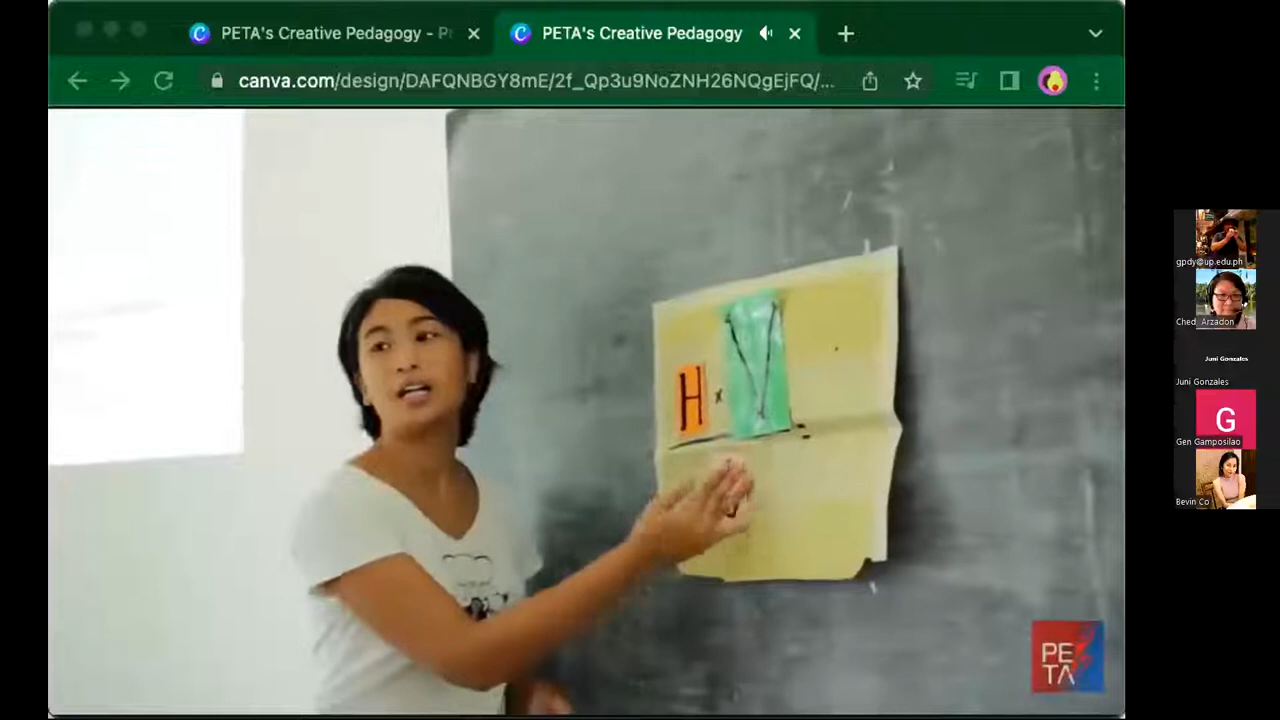 PETA's Creative Pedagogy - Pr
PETA's Creative Pedagogy
canva.com/design/DAFQNBGY8mE/2f_Qp3u9NoZNH26NQgEjFQ/...
H x V
PE
TA
gpdy@up.edu.ph
Ched Arzadon
Juni Gonzales
Juni Gonzales
G
Gen Gamposilao
Bevin Co